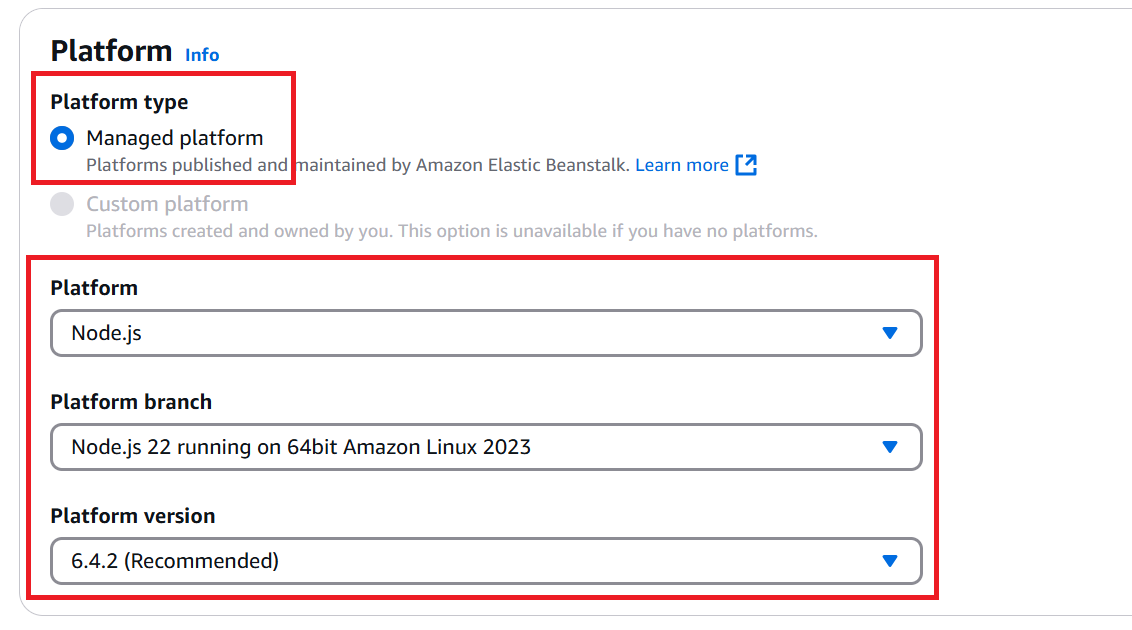 Platform Info
Platform type
Managed platform
Platforms published and maintained by Amazon Elastic Beanstalk. Learn more
Custom platform
Platforms created and owned by you. This option is unavailable if you have no platforms.
Platform
Node.js
Platform branch
Node.js 22 running on 64bit Amazon Linux 2023
Platform version
6.4.2 (Recommended)